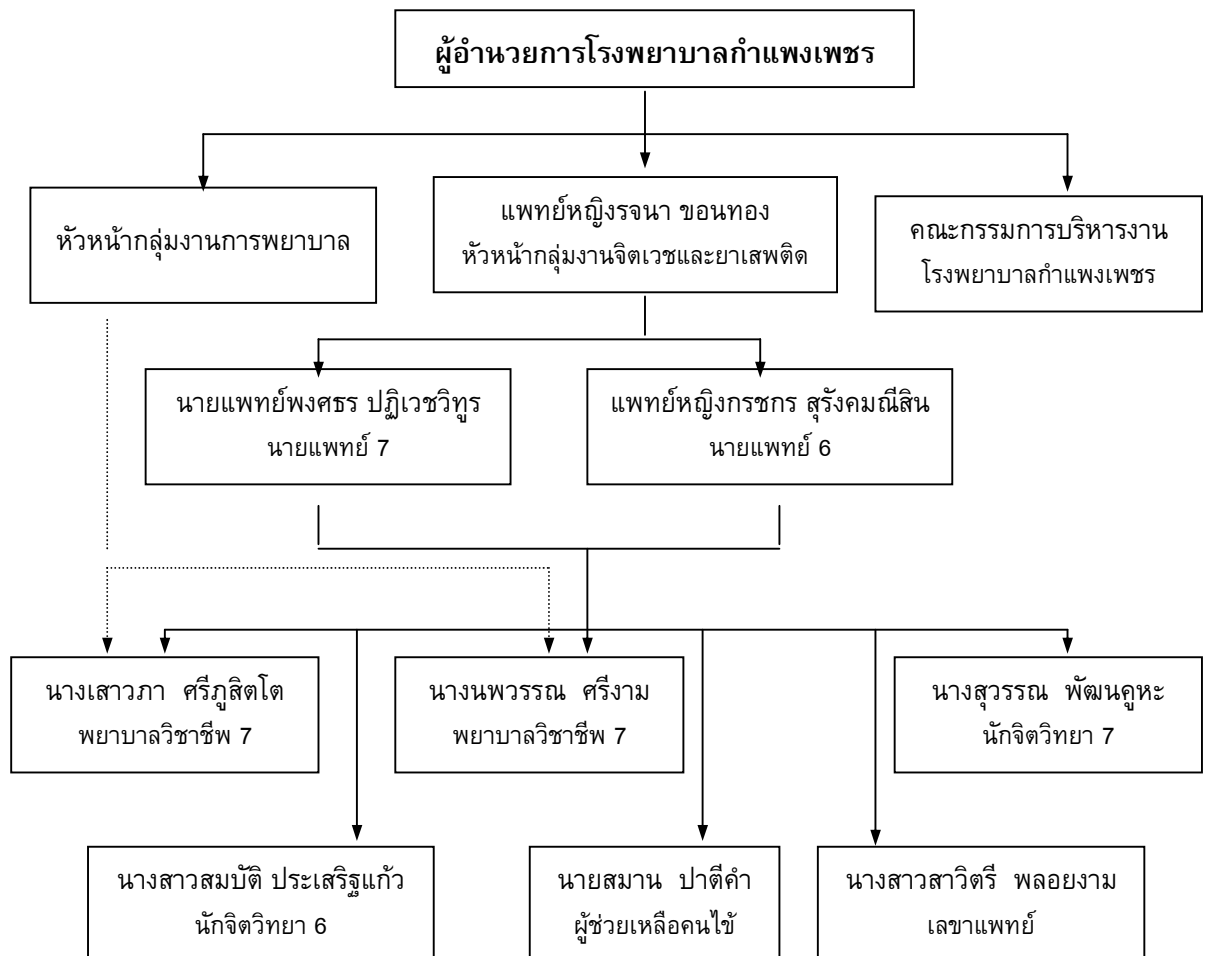 ผู้อำนวยการโรงพยาบาลกำแพงเพชร
หัวหน้ากลุ่มงานการพยาบาล
แพทย์หญิงรจนา ขอนทอง
หัวหน้ากลุ่มงานจิตเวชและยาเสพติด
คณะกรรมการบริหารงาน
โรงพยาบาลกำแพงเพชร
นายแพทย์พงศธร ปฏิเวชวิทูร
นายแพทย์ 7
แพทย์หญิงกรชกร สุรังคมณีสิน
นายแพทย์ 6
นางเสาวภา ศรีภูสิตโต
พยาบาลวิชาชีพ 7
นางนพวรรณ ศรีงาม
พยาบาลวิชาชีพ 7
นางสุวรรณ พัฒนคูหะ
นักจิตวิทยา 7
นางสาวสมบัติ ประเสริฐแก้ว
นักจิตวิทยา 6
นายสมาน ปาตีคำ
ผู้ช่วยเหลือคนไข้
นางสาวสาวิตรี พลอยงาม
เลขาแพทย์